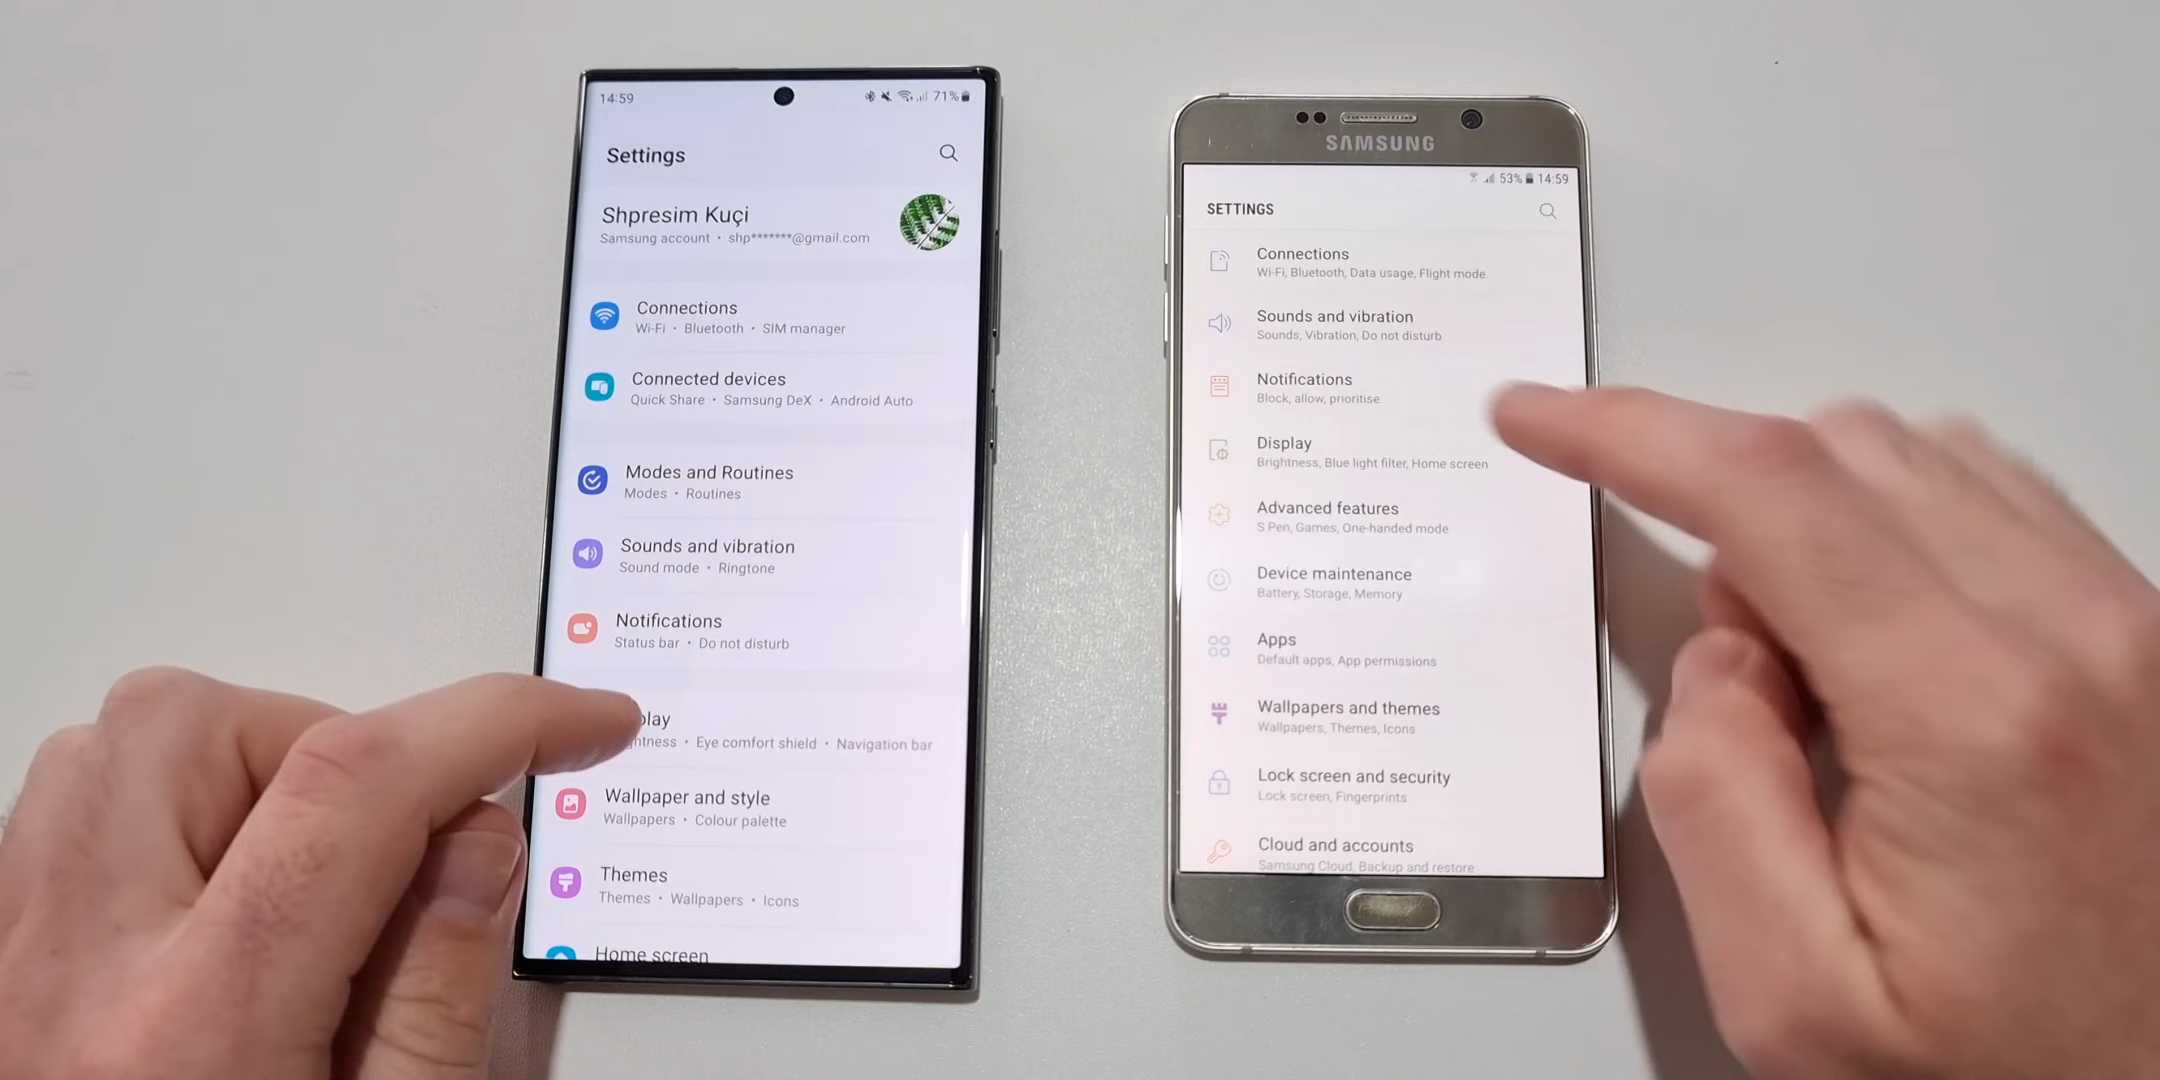 14:59
71%
Settings
Shpresim Kuçi
Samsung account • shp*******@gmail.com
Connections
Wi-Fi • Bluetooth • SIM manager
Connected devices
Quick Share • Samsung DeX • Android Auto
Modes and Routines
Modes • Routines
Sounds and vibration
Sound mode • Ringtone
Notifications
Status bar • Do not disturb
play
ghtness • Eye comfort shield • Navigation bar
Wallpaper and style
Wallpapers • Colour palette
Themes
Themes • Wallpapers • Icons
Home screen
SAMSUNG
53% 14:59
SETTINGS
Connections
Wi-Fi, Bluetooth, Data usage, Flight mode
Sounds and vibration
Sounds, Vibration, Do not disturb
Notifications
Block, allow, prioritise
Display
Brightness, Blue light filter, Home screen
Advanced features
S Pen, Games, One-handed mode
Device maintenance
Battery, Storage, Memory
Apps
Default apps, App permissions
Wallpapers and themes
Wallpapers, Themes, Icons
Lock screen and security
Lock screen, Fingerprints
Cloud and accounts
Samsung Cloud, Backup and restore